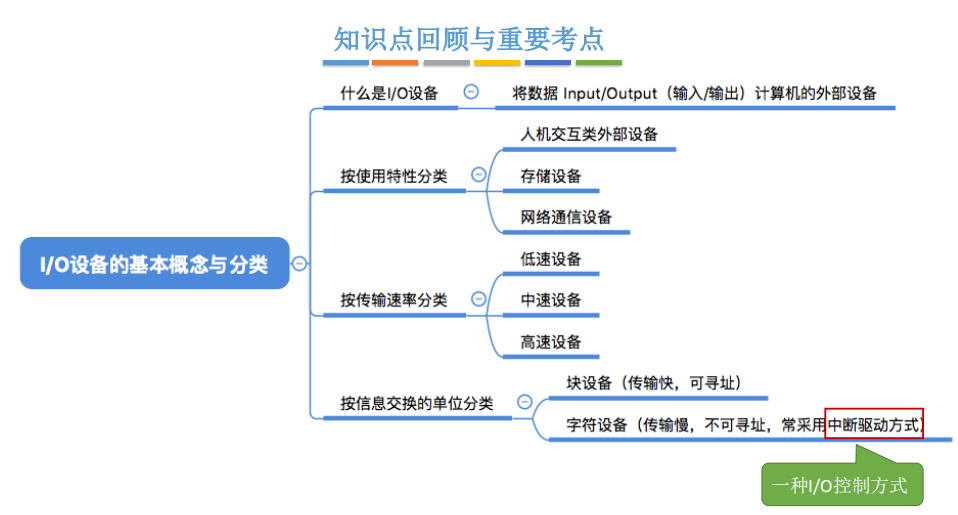 知识点回顾与重要考点
什么是I/O设备
将数据 Input/Output（输入/输出）计算机的外部设备
人机交互类外部设备
按使用特性分类
存储设备
网络通信设备
I/O设备的基本概念与分类
低速设备
按传输速率分类
中速设备
高速设备
块设备（传输快，可寻址）
按信息交换的单位分类
字符设备（传输慢，不可寻址，常采用中断驱动方式）
一种I/O控制方式